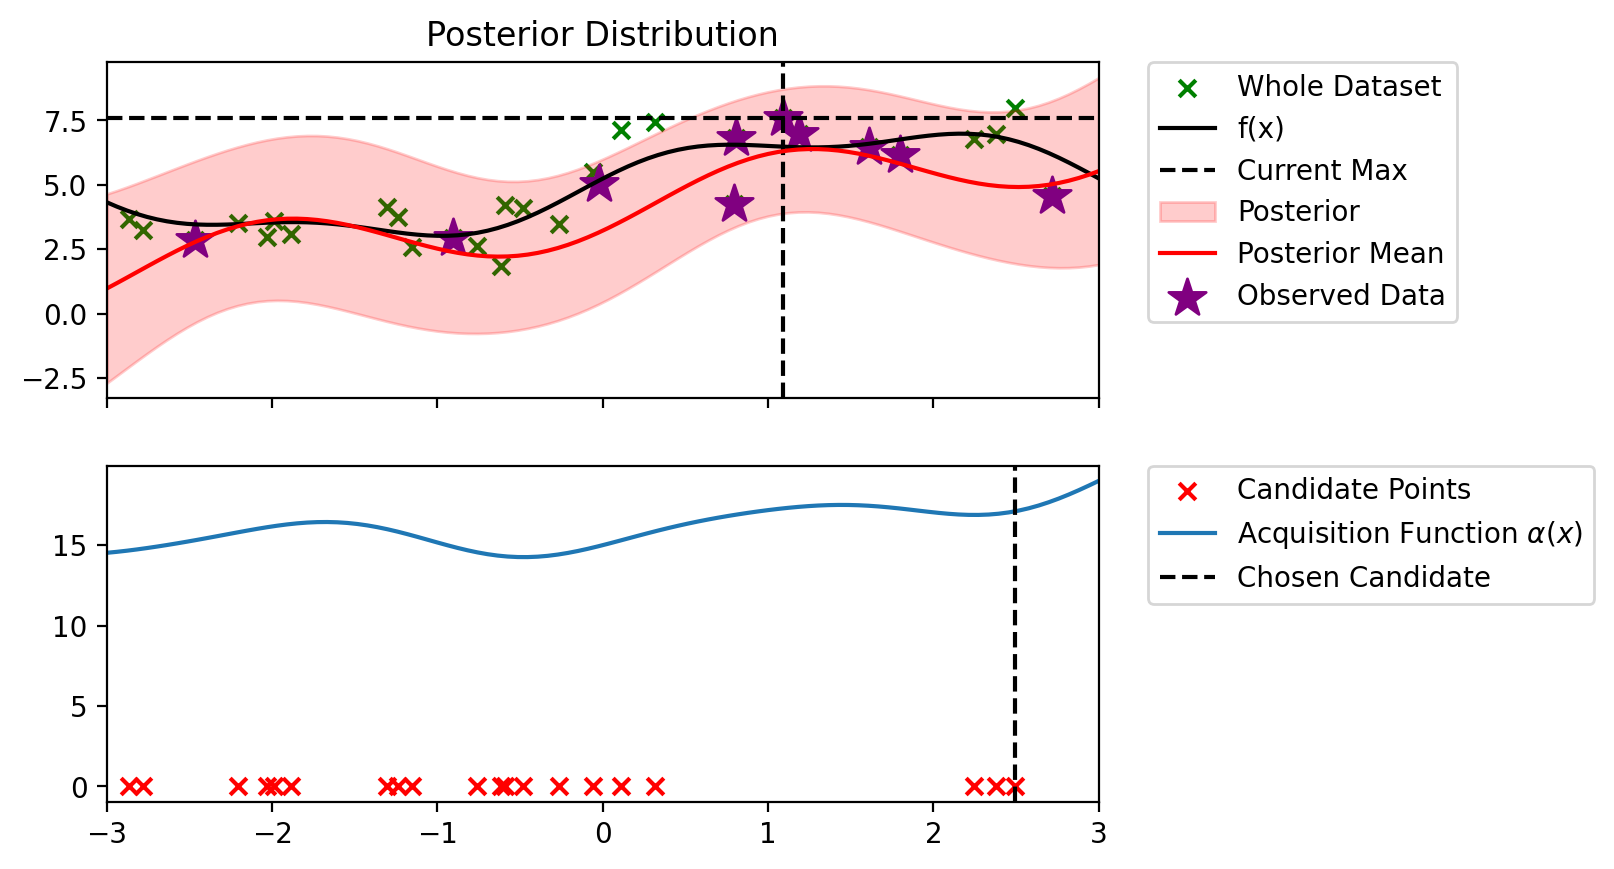 Posterior Distribution
7.5
5.0
2.5
0.0
−2.5
Whole Dataset
f(x)
Current Max
Posterior
Posterior Mean
Observed Data
15
10
5
0
−3 −2 −1 0 1 2 3
Candidate Points
Acquisition Function α(x)
Chosen Candidate